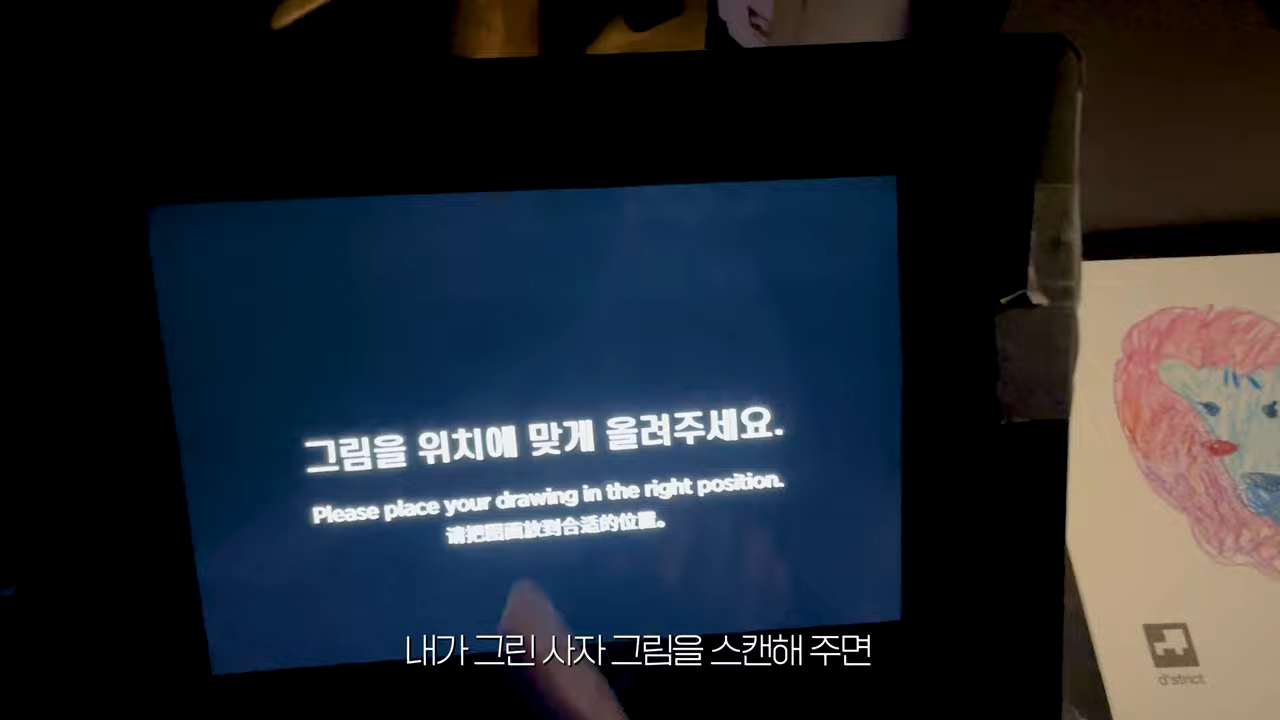 그림을 위치에 맞게 올려주세요.
Please place your drawing in the right position.
请把图画放到合适的位置。
d'strict
내가 그린 사자 그림을 스캔해 주면